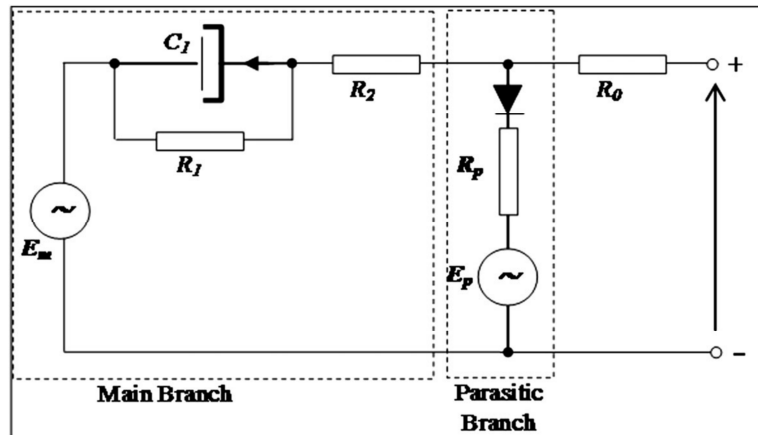 C1
R2
R0
R1
Rp
Em
Ep
+
-
Main Branch
Parasitic
Branch